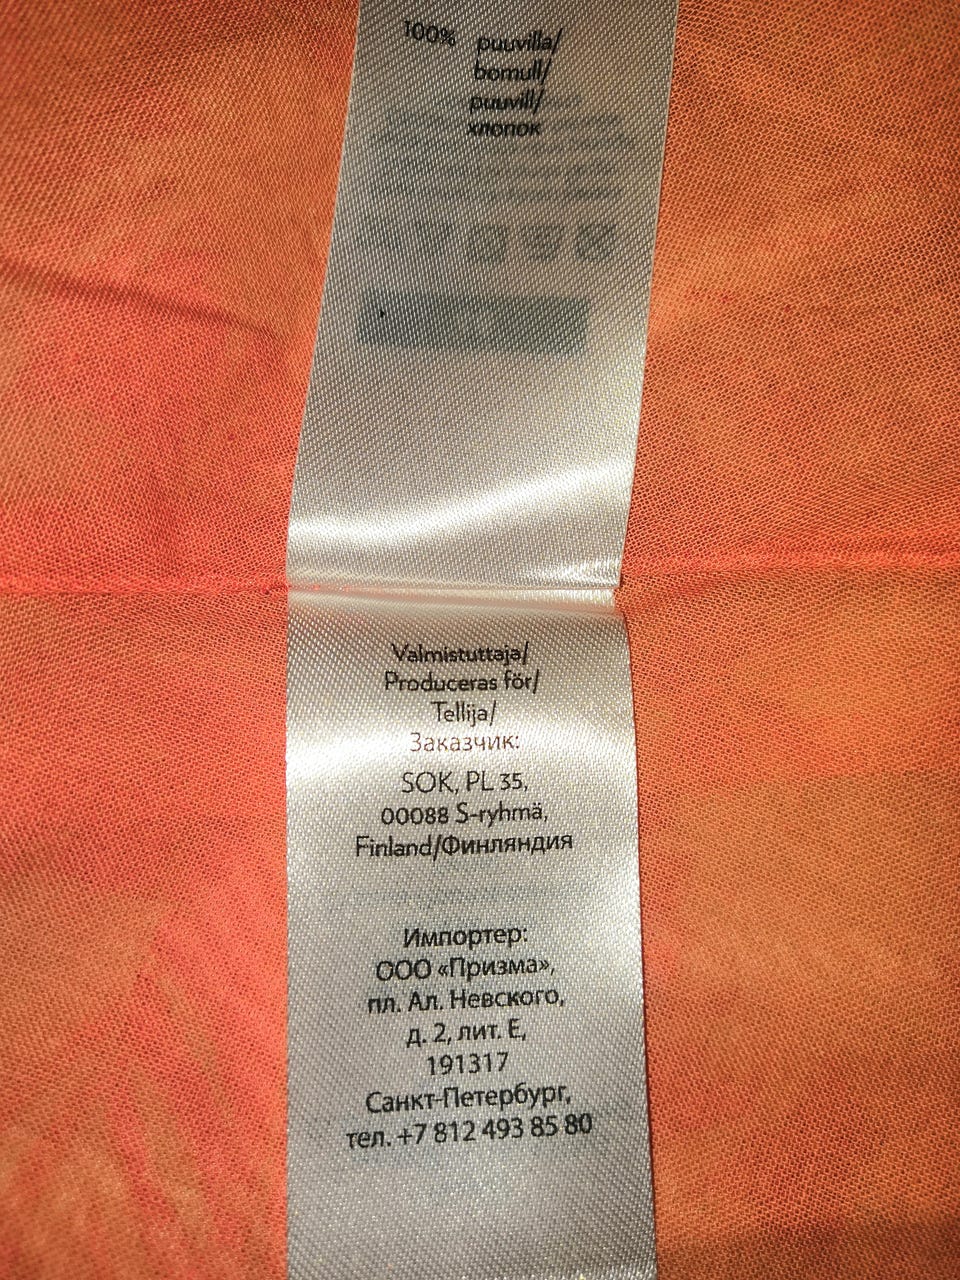 100% puuvilla/
bomull/
puuvill/
хлопок
Valmistuttaja/
Produceras för/
Tellija/
Заказчик:
SOK, PL 35,
00088 S-ryhmä,
Finland/Финляндия
Импортер:
ООО «Призма»,
пл. Ал. Невского,
д. 2, лит. Е,
191317
Санкт-Петербург,
тел. +7 812 493 85 80